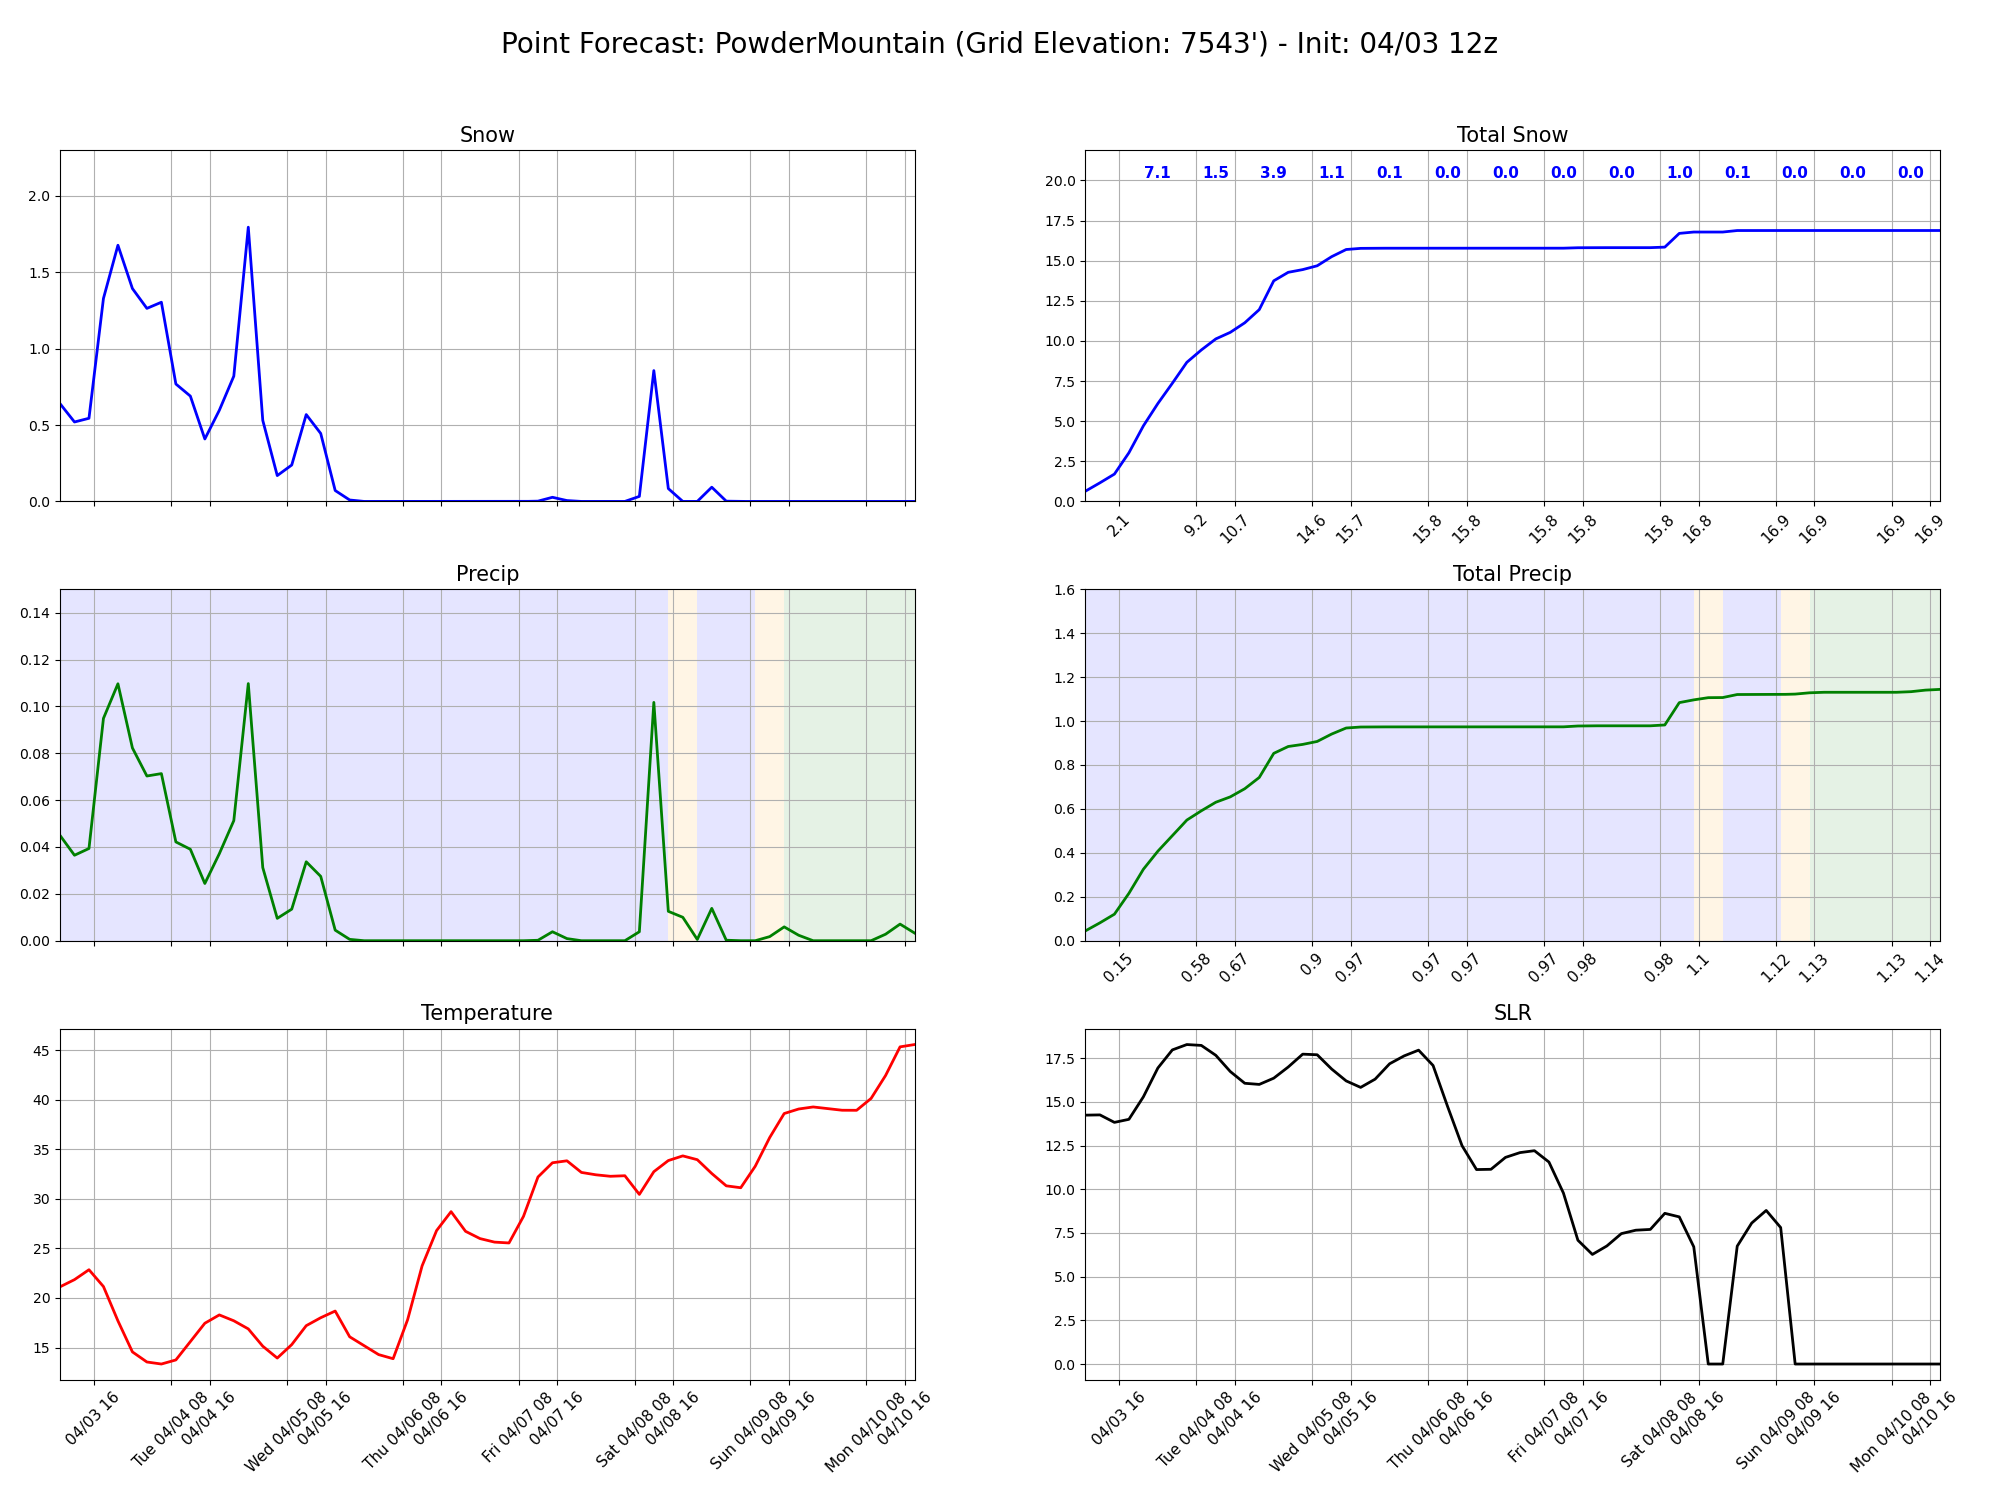 Point Forecast: PowderMountain (Grid Elevation: 7543') - Init: 04/03 12z
Snow
2.0
1.5
1.0
0.5
0.0
Total Snow
7.1 1.5 3.9 1.1 0.1 0.0 0.0 0.0 0.0 1.0 0.1 0.0 0.0 0.0
20.0
17.5
15.0
12.5
10.0
7.5
5.0
2.5
0.0
2.1 9.2 10.7 14.6 15.7 15.8 15.8 15.8 15.8 15.8 16.8 16.9 16.9 16.9 16.9
Precip
0.14
0.12
0.10
0.08
0.06
0.04
0.02
0.00
Total Precip
1.6
1.4
1.2
1.0
0.8
0.6
0.4
0.2
0.0
0.15 0.58 0.67 0.9 0.97 0.97 0.97 0.97 0.98 0.98 1.1 1.12 1.13 1.13 1.14
Temperature
45
40
35
30
25
20
15
04/03 16
Tue 04/04 08
04/04 16
Wed 04/05 08
04/05 16
Thu 04/06 08
04/06 16
Fri 04/07 08
04/07 16
Sat 04/08 08
04/08 16
Sun 04/09 08
04/09 16
Mon 04/10 08
04/10 16
SLR
17.5
15.0
12.5
10.0
7.5
5.0
2.5
0.0
04/03 16
Tue 04/04 08
04/04 16
Wed 04/05 08
04/05 16
Thu 04/06 08
04/06 16
Fri 04/07 08
04/07 16
Sat 04/08 08
04/08 16
Sun 04/09 08
04/09 16
Mon 04/10 08
04/10 16